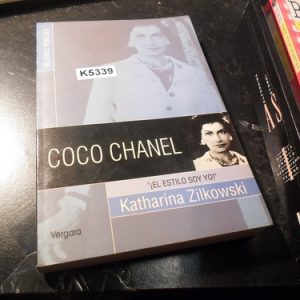 K5339
COCO CHANEL
"¡EL ESTILO SOY YO!"
Katharina Zilkowski
Vergara